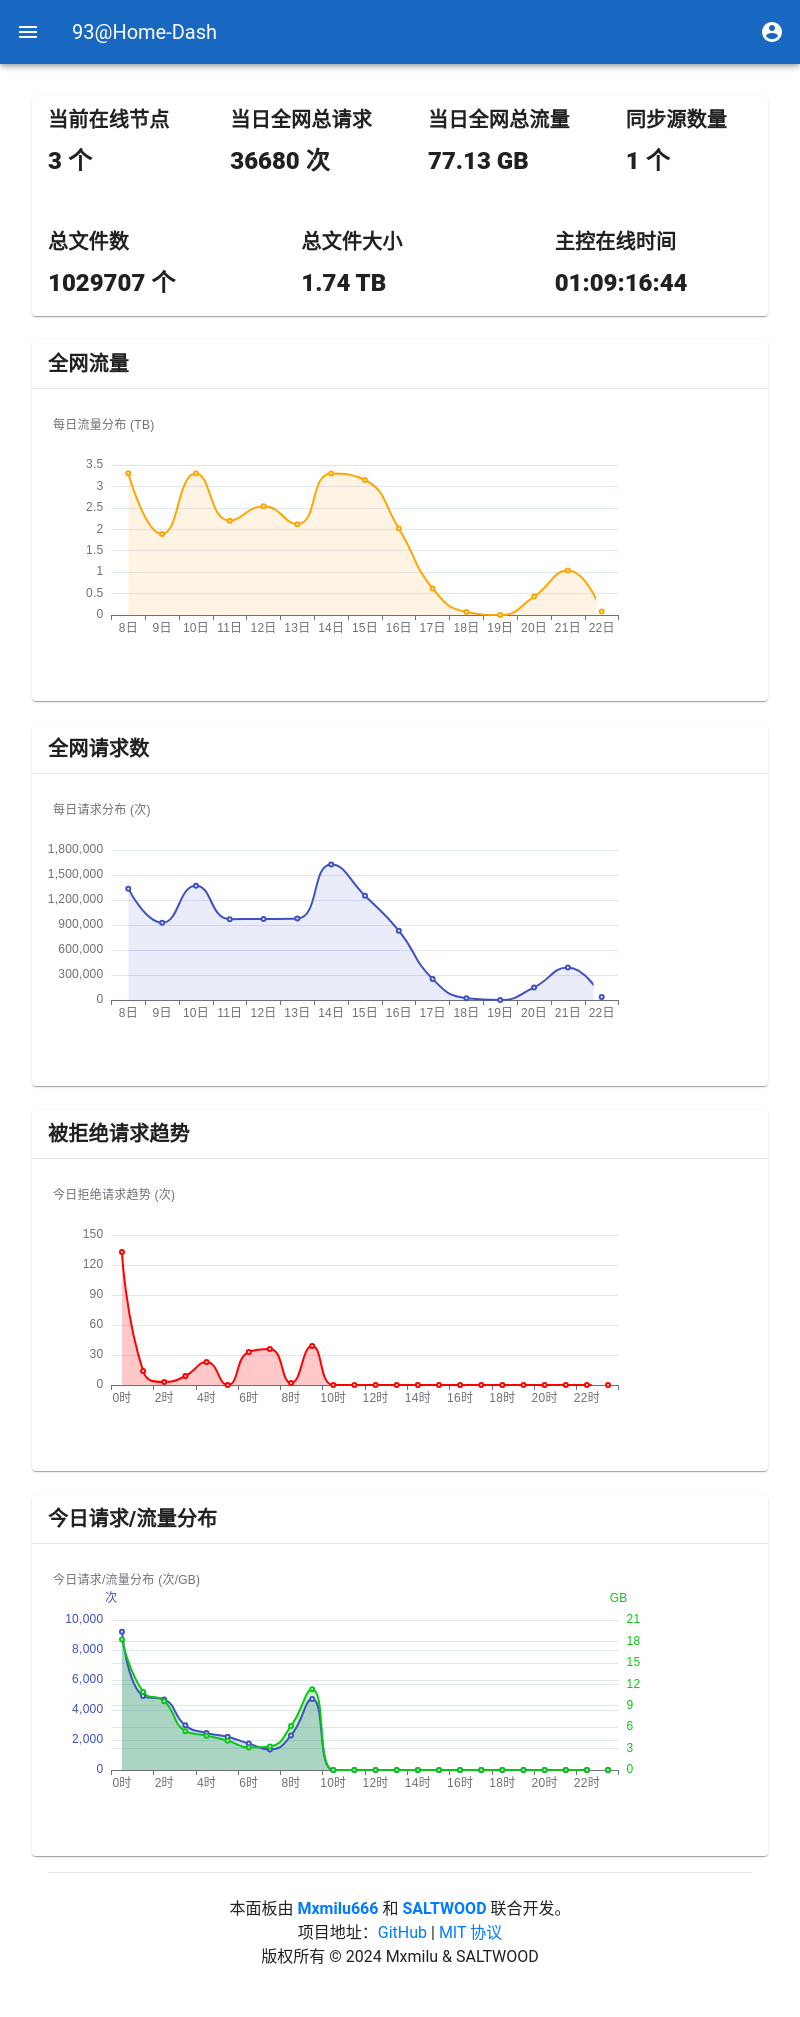 93@Home-Dash
当前在线节点 当日全网总请求 当日全网总流量 同步源数量
3 个 36680 次 77.13 GB 1 个
总文件数 总文件大小 主控在线时间
1029707 个 1.74 TB 01:09:16:44
全网流量
每日流量分布 (TB)
3.5
3
2.5
2
1.5
1
0.5
0
8日 9日 10日 11日 12日 13日 14日 15日 16日 17日 18日 19日 20日 21日 22日
全网请求数
每日请求分布 (次)
1,800,000
1,500,000
1,200,000
900,000
600,000
300,000
0
8日 9日 10日 11日 12日 13日 14日 15日 16日 17日 18日 19日 20日 21日 22日
被拒绝请求趋势
今日拒绝请求趋势 (次)
150
120
90
60
30
0
0时 2时 4时 6时 8时 10时 12时 14时 16时 18时 20时 22时
今日请求/流量分布
今日请求/流量分布 (次/GB)
次 GB
10,000 21
8,000 18
15
6,000 12
4,000 9
6
2,000 3
0 0
0时 2时 4时 6时 8时 10时 12时 14时 16时 18时 20时 22时
本面板由 Mxmilu666 和 SALTWOOD 联合开发。
项目地址：GitHub | MIT 协议
版权所有 © 2024 Mxmilu & SALTWOOD